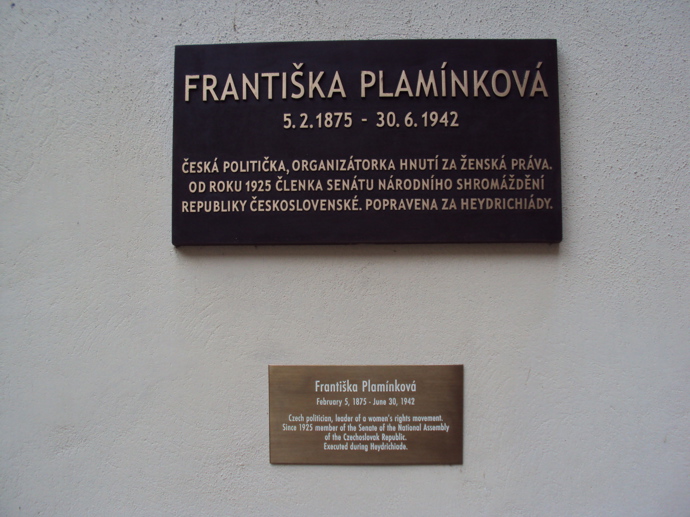 FRANTIŠKA PLAMÍNKOVÁ
5. 2. 1875 - 30. 6. 1942
ČESKÁ POLITIČKA, ORGANIZÁTORKA HNUTÍ ZA ŽENSKÁ PRÁVA.
OD ROKU 1925 ČLENKA SENÁTU NÁRODNÍHO SHROMÁŽDĚNÍ
REPUBLIKY ČESKOSLOVENSKÉ. POPRAVENA ZA HEYDRICHIÁDY.
Františka Plamínková
February 5, 1875 - June 30, 1942
Czech politician, leader of a women's rights movement.
Since 1925 member of the Senate of the National Assembly
of the Czechoslovak Republic.
Executed during Heydrichiade.